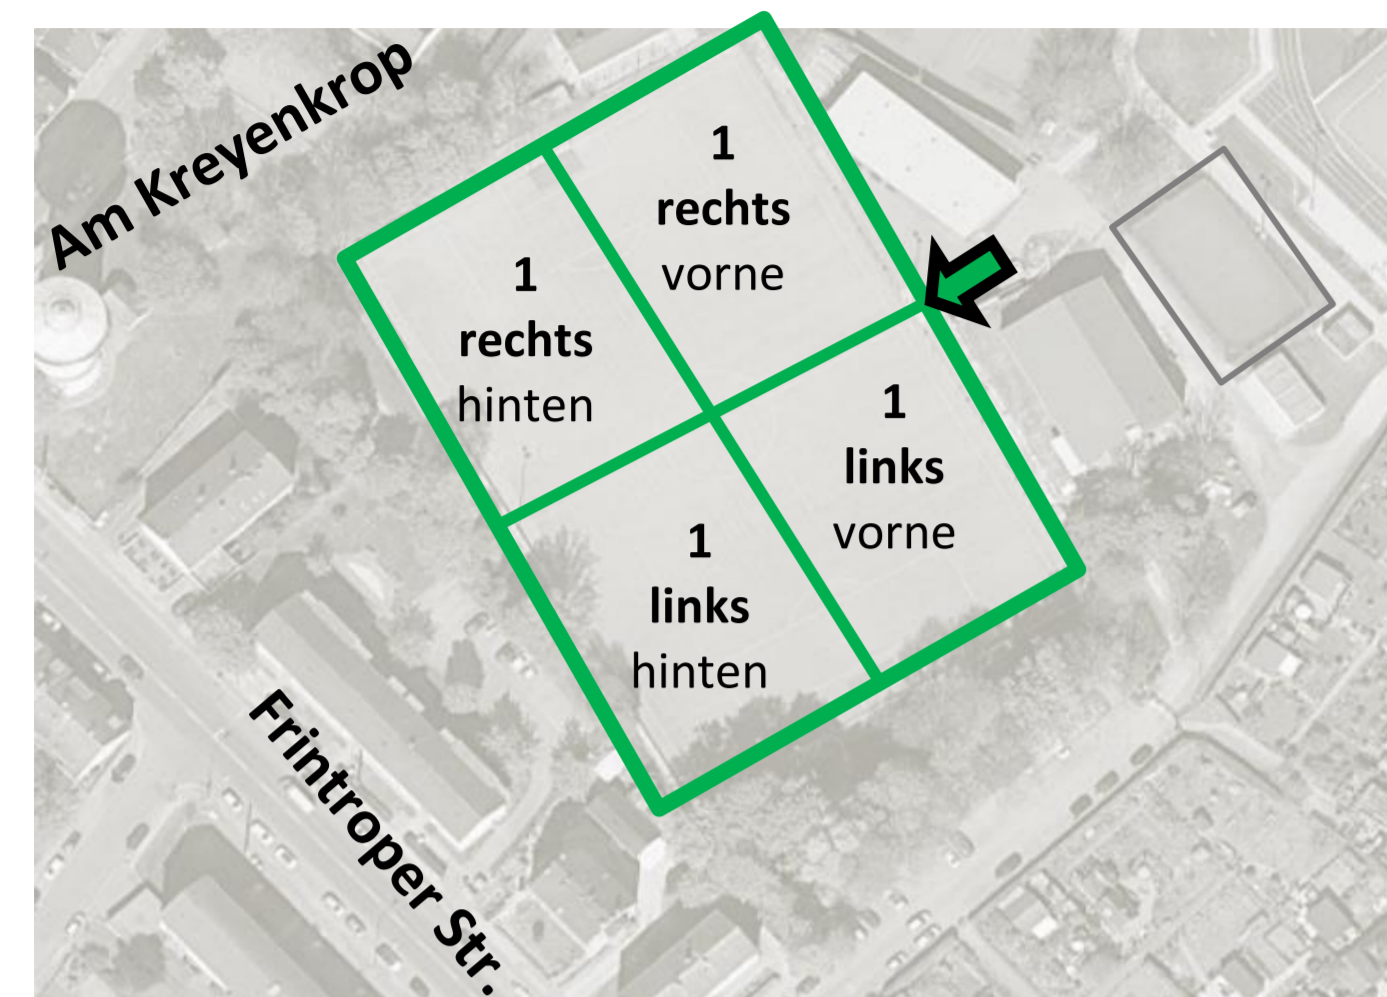 Am Kreyenkrop
1
rechts
vorne
1
rechts
hinten
1
links
vorne
1
links
hinten
Frintroper Str.